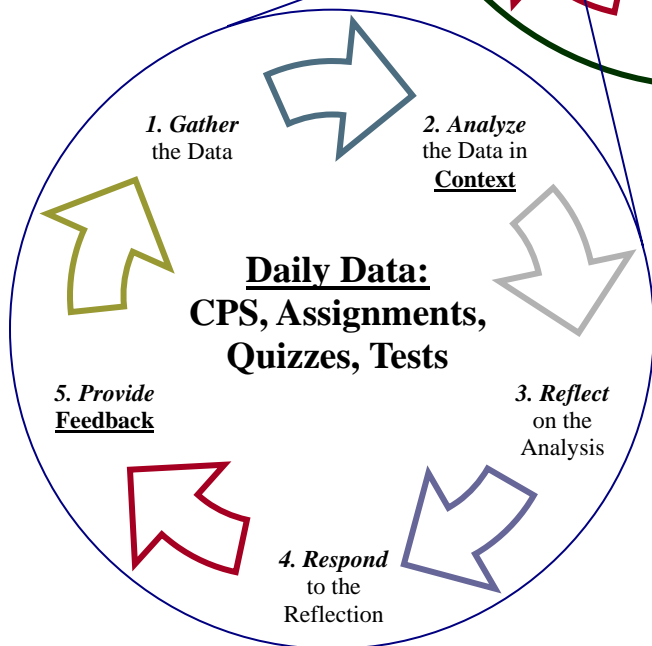 1. Gather
the Data
2. Analyze
the Data in
Context
Daily Data:
CPS, Assignments,
Quizzes, Tests
3. Reflect
on the
Analysis
4. Respond
to the
Reflection
5. Provide
Feedback